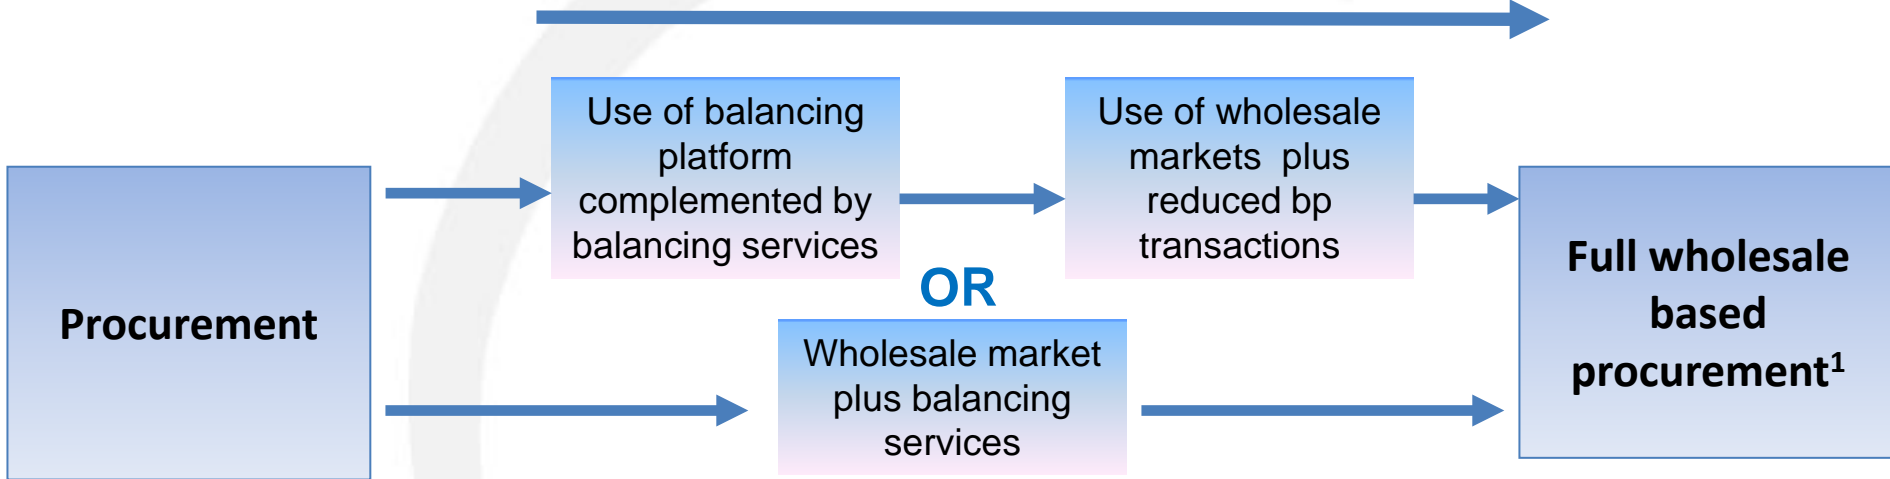 Procurement
Use of balancing
platform
complemented by
balancing services
Use of wholesale
markets plus
reduced bp
transactions
OR
Wholesale market
plus balancing
services
Full wholesale
based
procurement¹